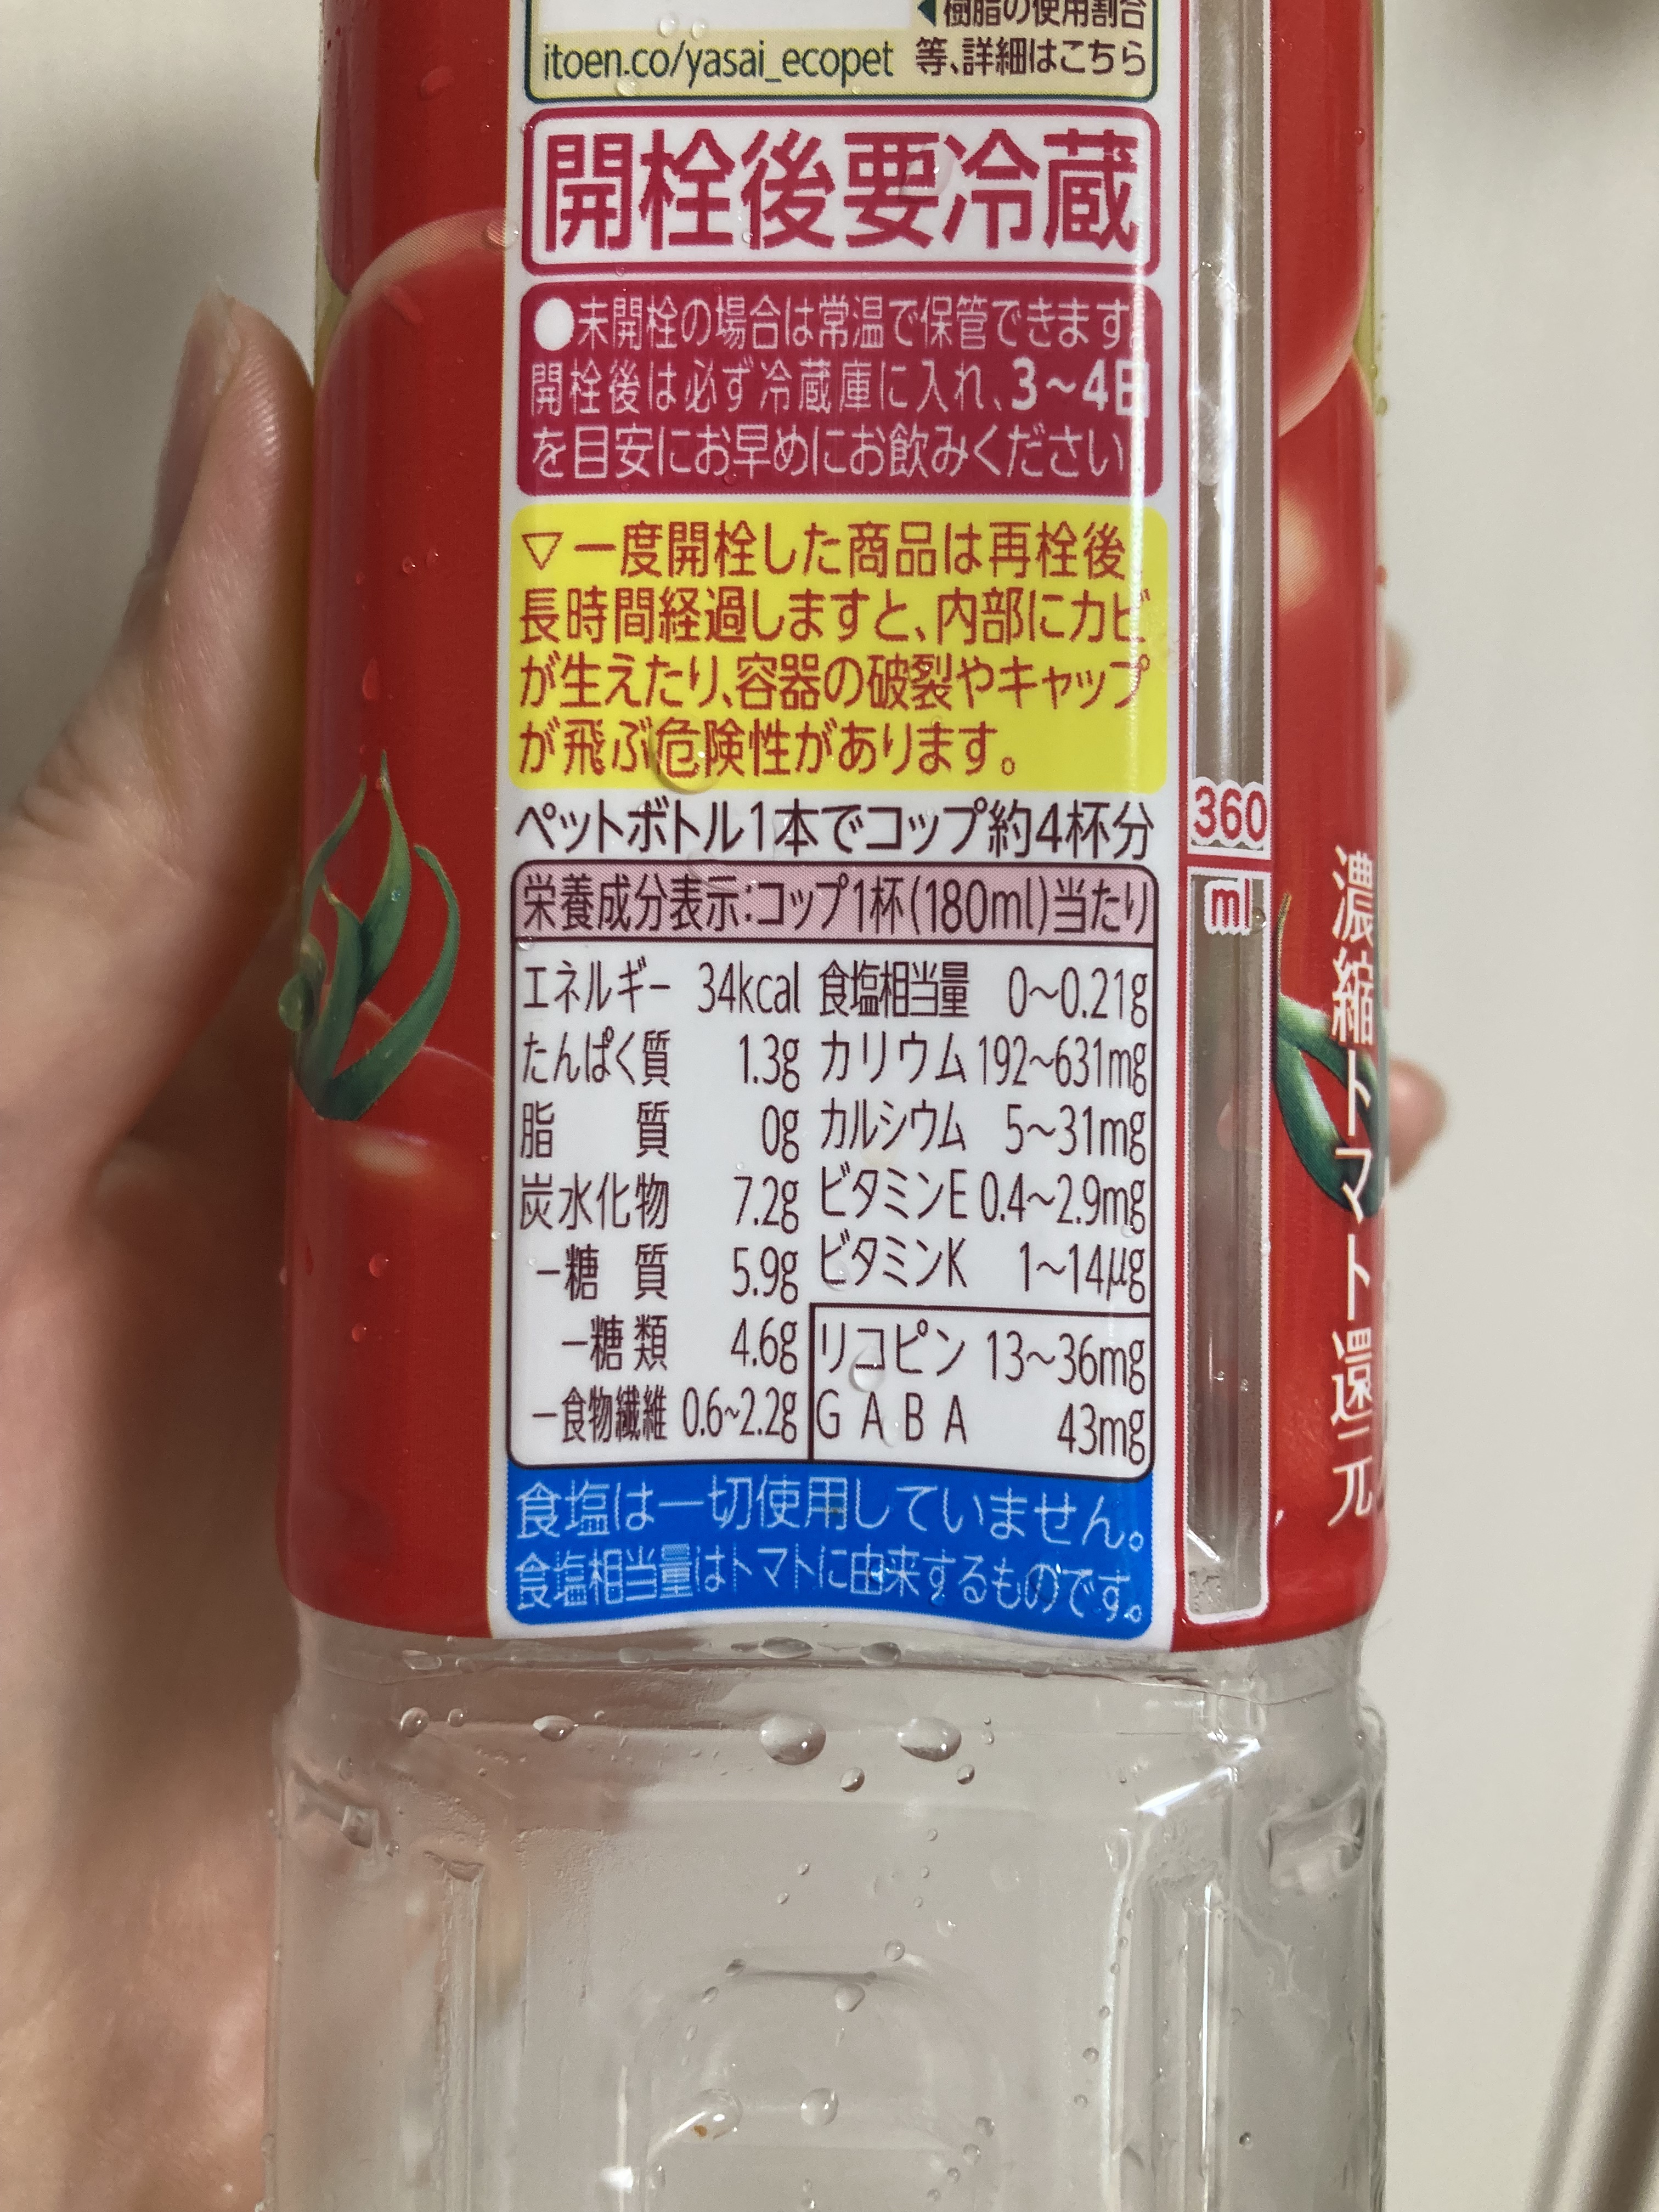 ◀樹脂の使用割合
itoen.co/yasai_ecopet 等、詳細はこちら
開栓後要冷蔵
●未開栓の場合は常温で保管できます。
開栓後は必ず冷蔵庫に入れ、3～4日
を目安にお早めにお飲みください
▽一度開栓した商品は再栓後
長時間経過しますと、内部にカビ
が生えたり、容器の破裂やキャップ
が飛ぶ危険性があります。
ペットボトル1本でコップ約4杯分
栄養成分表示:コップ1杯(180ml)当たり
エネルギー 34kcal 食塩相当量 0～0.21g
たんぱく質 1.3g カリウム 192～631mg
脂質 0g カルシウム 5～31mg
炭水化物 7.2g ビタミンE 0.4～2.9mg
－糖質 5.9g ビタミンK 1～14μg
－糖類 4.6g リコピン 13～36mg
－食物繊維 0.6～2.2g GABA 43mg
食塩は一切使用していません。
食塩相当量はトマトに由来するものです。
360
ml
濃縮トマト還元